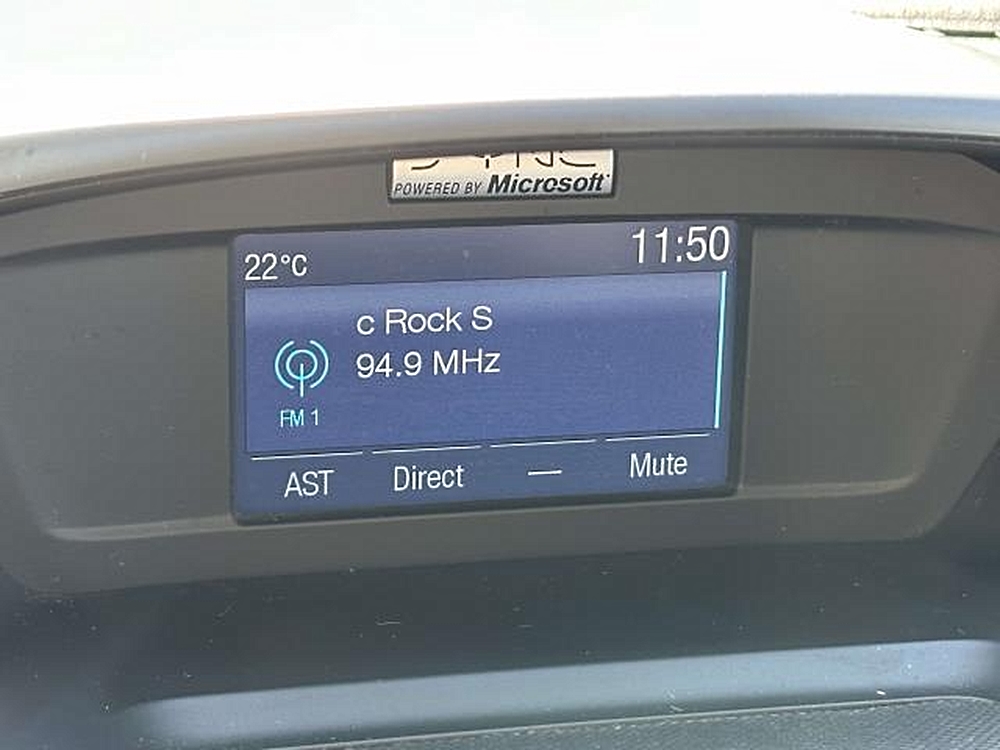 POWERED BY Microsoft
22°C 11:50
c Rock S
94.9 MHz
FM 1
AST Direct — Mute